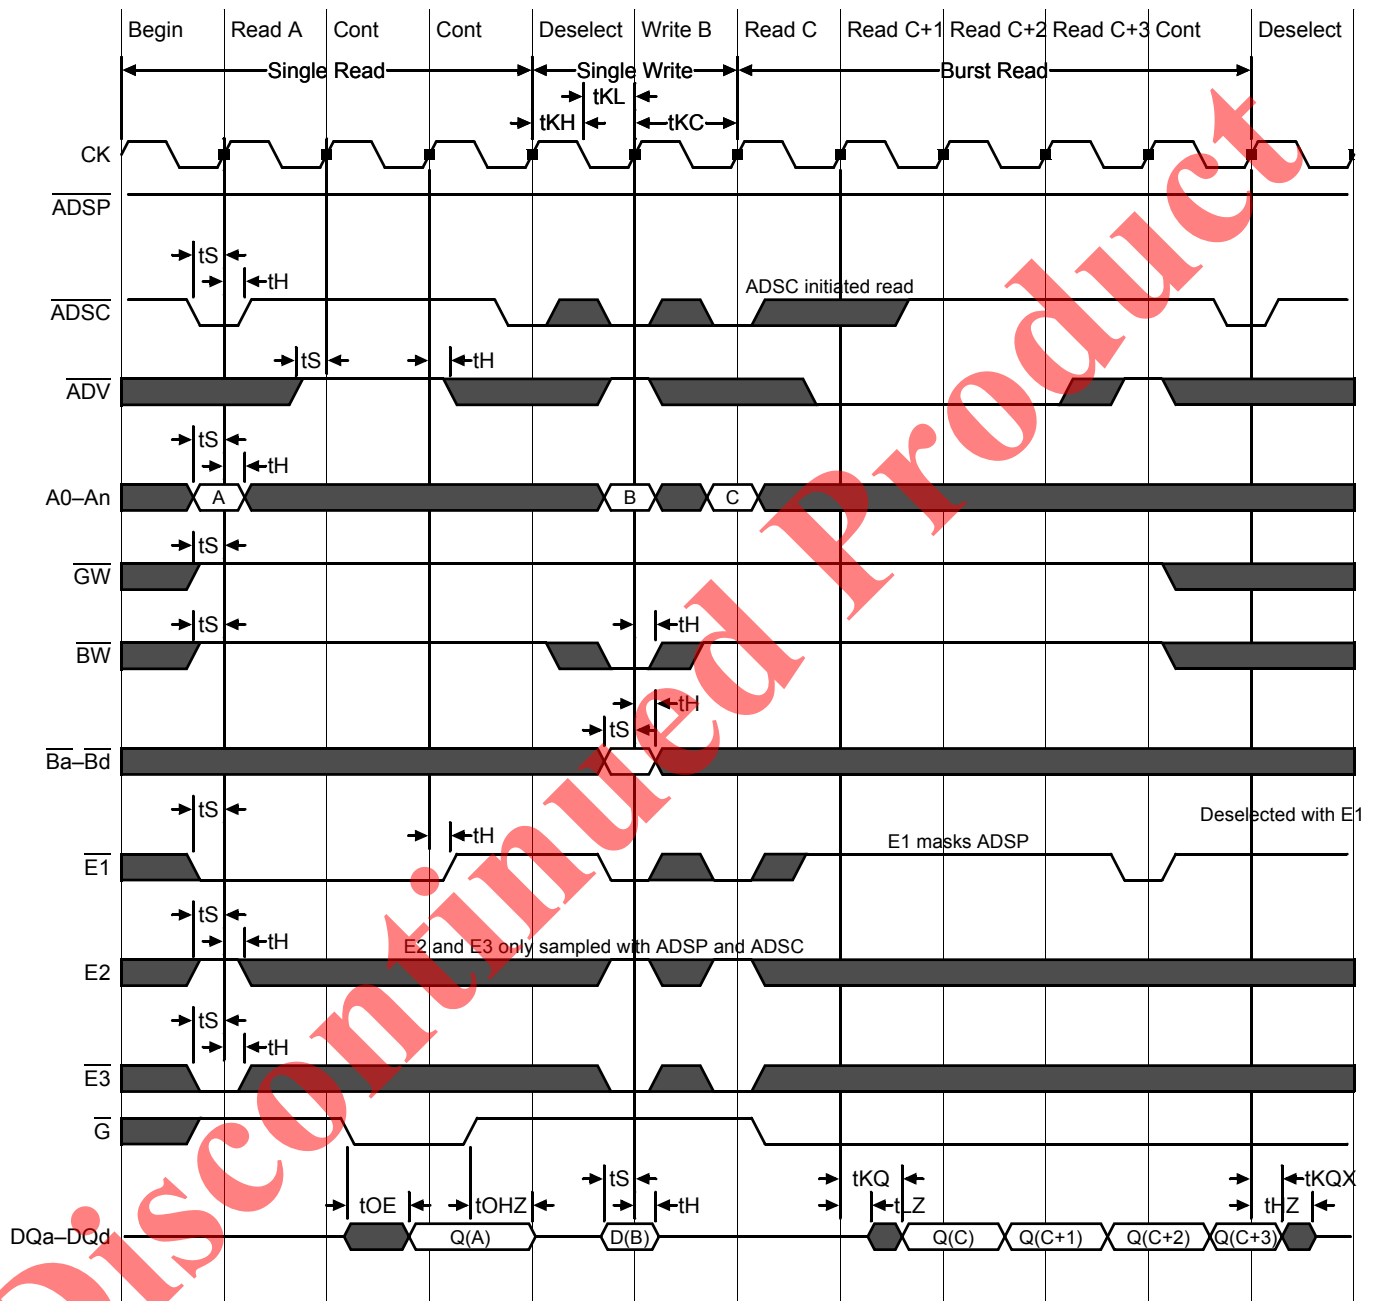 Begin Read A Cont Cont Deselect Write B Read C Read C+1 Read C+2 Read C+3 Cont Deselect
Single Read Single Write Burst Read
tKL
tKH tKC
CK
ADSP
tS
tH
ADSC initiated read
ADSC
tS tH
ADV
tS
tH
A0–An A B C
tS
GW
tS tH
BW
tH
tS
Ba–Bd
tS
Deselected with E1
tH
E1 masks ADSP
E1
tS
tH
E2 and E3 only sampled with ADSP and ADSC
E2
tS
tH
E3
G
tS tKQ tKQX
tOE tOHZ tH tLZ tHZ
DQa–DQd Q(A) D(B) Q(C) Q(C+1) Q(C+2) Q(C+3)
Discontinued Product